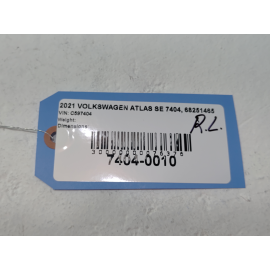 2021 VOLKSWAGEN ATLAS SE 7404, 68251465
VIN: C597404
Weight:
Dimensions:
R.L.
7404-0010